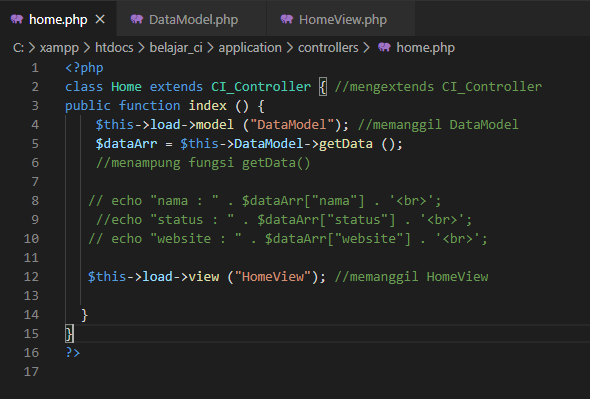 home.php
DataModel.php
HomeView.php
C: > xampp > htdocs > belajar_ci > application > controllers > home.php
1 <?php
2 class Home extends CI_Controller { //mengextends CI_Controller
3 public function index () {
4 $this->load->model ("DataModel"); //memanggil DataModel
5 $dataArr = $this->DataModel->getData ();
6 //menampung fungsi getData()
7
8 // echo "nama : " . $dataArr["nama"] . '<br>';
9 //echo "status : " . $dataArr["status"] . '<br>';
10 // echo "website : " . $dataArr["website"] . '<br>';
11
12 $this->load->view ("HomeView"); //memanggil HomeView
13
14 }
15 }
16 ?>
17